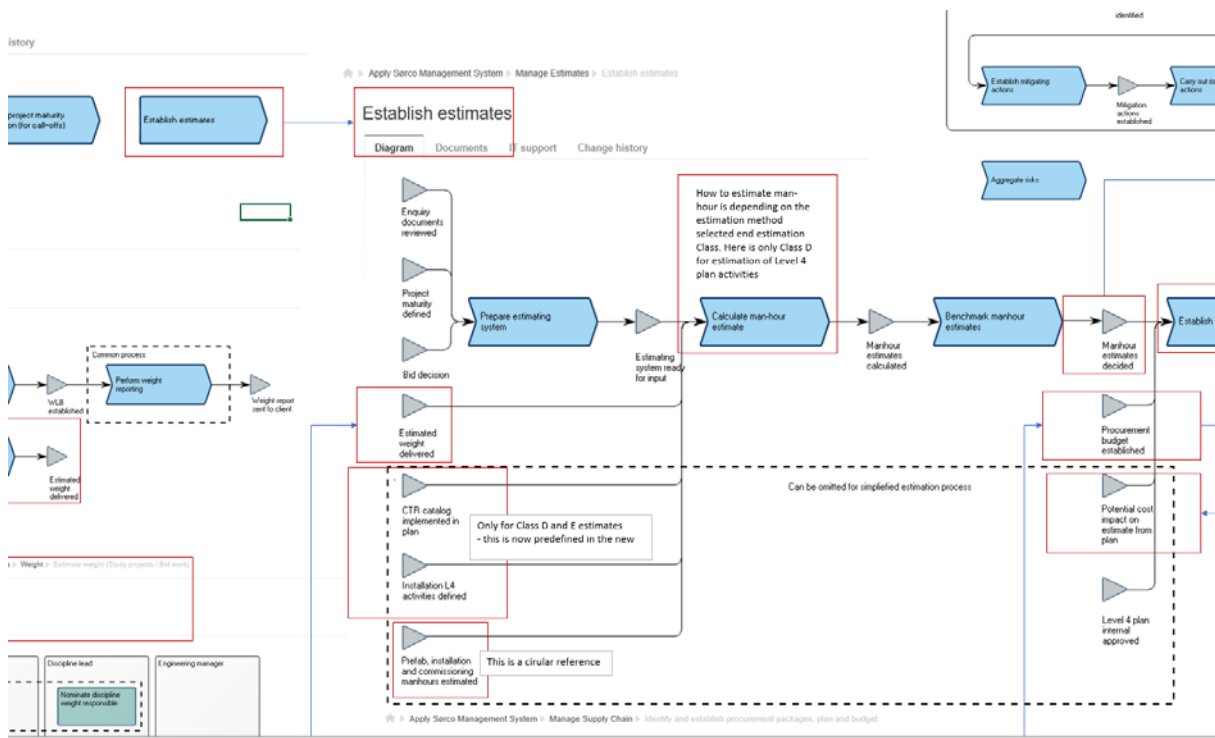 identified
istory
Apply Sørco Management System
Manage Estimates
Establish estimates
project maturity
on (for call-offs)
Establish estimates
Establish estimates
Diagram
Documents
IT support
Change history
Establish mitigating
actions
Mitigation
actions
established
Carry out ris
actions
Aggregate risks
Enquiry
documents
reviewed
Project
maturity
defined
Bid decision
Prepare estimating
system
Estimating
system ready
for input
How to estimate man-
hour is depending on the
estimation method
selected end estimation
Class. Here is only Class D
for estimation of Level 4
plan activities
Calculate man-hour
estimate
Manhour
estimates
calculated
Benchmark manhour
estimates
Manhour
estimates
decided
Establish
Common process
WLB
established
Perform weight
reporting
Weight report
sent to client
Estimated
weight
delivered
Estimated
weight
delivered
Procurement
budget
established
Can be omitted for simpliefied estimation process
CTR catalog
implemented in
plan
Only for Class D and E estimates
- this is now predefined in the new
Potential cost
impact on
estimate from
plan
Installation L4
activities defined
Level 4 plan
internal
approved
Weight
Estimate weight (Study projects / Bid work)
Prefab, installation
and commissioning
manhours estimated
This is a cirular reference
Discipline lead
Engineering manager
Nominate discipline
weight responsible
Apply Sørco Management System
Manage Supply Chain
Identify and establish procurement packages, plan and budget